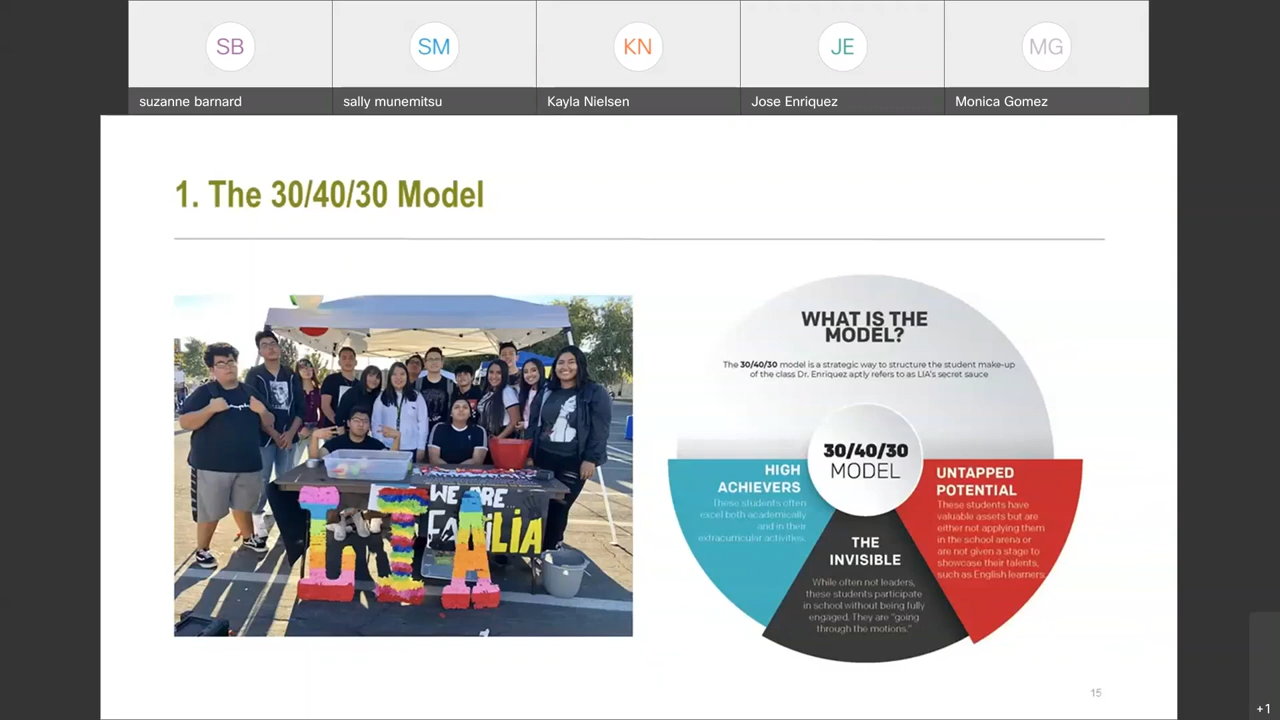 SB
SM
KN
JE
MG
suzanne barnard
sally munemitsu
Kayla Nielsen
Jose Enriquez
Monica Gomez
1. The 30/40/30 Model
WE ARE
FAMiLiA
LIA
WHAT IS THE
MODEL?
The 30/40/30 model is a strategic way to structure the student make-up
of the class Dr. Enriquez aptly refers to as LIA's secret sauce
30/40/30
MODEL
HIGH
ACHIEVERS
These students often
excel both academically
and in their
extracurricular activities.
THE
INVISIBLE
While often not leaders,
these students participate
in school without being fully
engaged. They are "going
through the motions."
UNTAPPED
POTENTIAL
These students have
valuable assets but are
either not applying them
in the school arena or
are not given a stage to
showcase their talents,
such as English learners.
15
+1